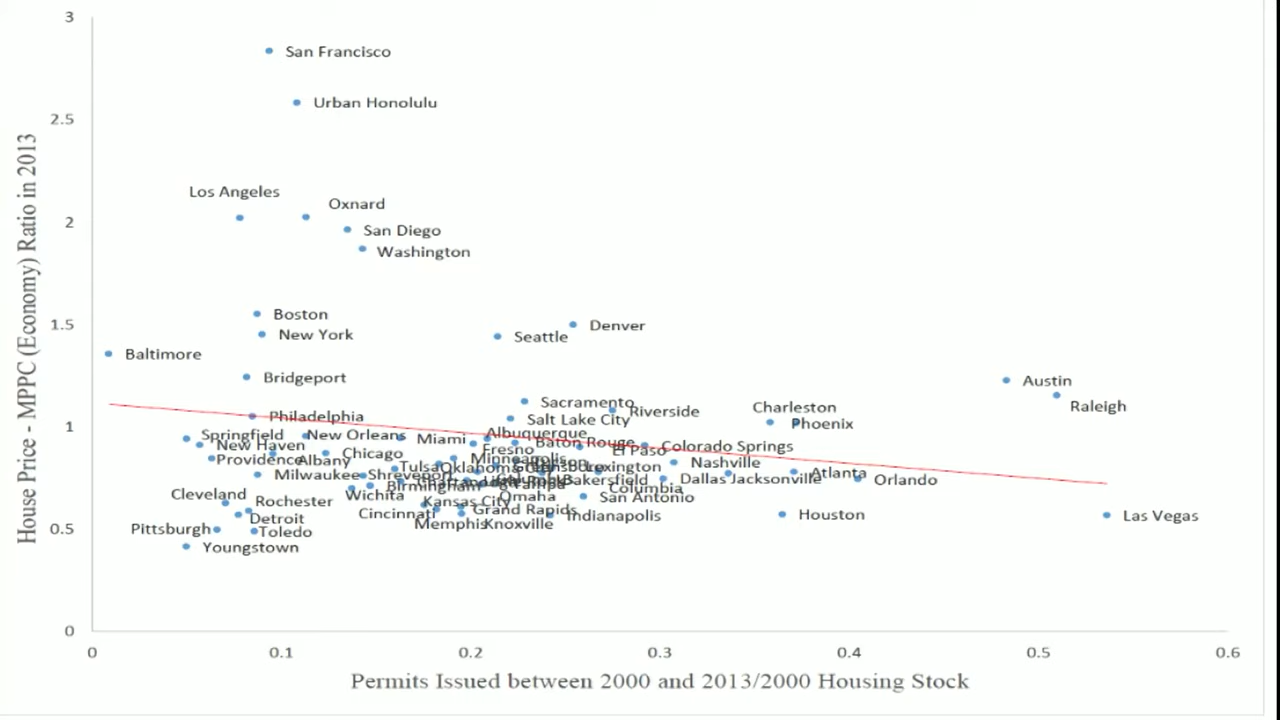 House Price - MPPC (Economy) Ratio in 2013
3
San Francisco
Urban Honolulu
2.5
Los Angeles
Oxnard
2
San Diego
Washington
Boston
1.5
Denver
New York
Seattle
Baltimore
Bridgeport
Austin
Sacramento
Riverside
Charleston
Raleigh
Philadelphia
Salt Lake City
Phoenix
1
Springfield
New Orleans
Miami
Albuquerque
New Haven
Fresno
Baton Rouge
El Paso
Colorado Springs
Providence
Albany
Chicago
Minneapolis
Nashville
Milwaukee
Shreveport
Tulsa
Oklahoma
Lexington
Dallas
Jacksonville
Atlanta
Orlando
Birmingham
Bakersfield
Columbia
Cleveland
Rochester
Wichita
Kansas City
Omaha
San Antonio
Detroit
Cincinnati
Grand Rapids
Indianapolis
Houston
Las Vegas
0.5
Pittsburgh
Toledo
Memphis
Knoxville
Youngstown
Tampa
0
0 0.1 0.2 0.3 0.4 0.5 0.6
Permits Issued between 2000 and 2013/2000 Housing Stock